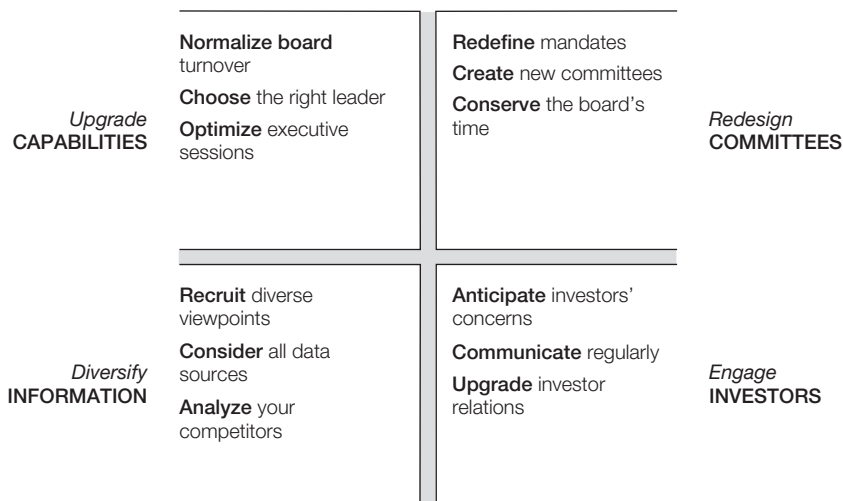 Upgrade
CAPABILITIES
Normalize board
turnover
Choose the right leader
Optimize executive
sessions
Redefine mandates
Create new committees
Conserve the board’s
time
Redesign
COMMITTEES
Diversify
INFORMATION
Recruit diverse
viewpoints
Consider all data
sources
Analyze your
competitors
Anticipate investors’
concerns
Communicate regularly
Upgrade investor
relations
Engage
INVESTORS